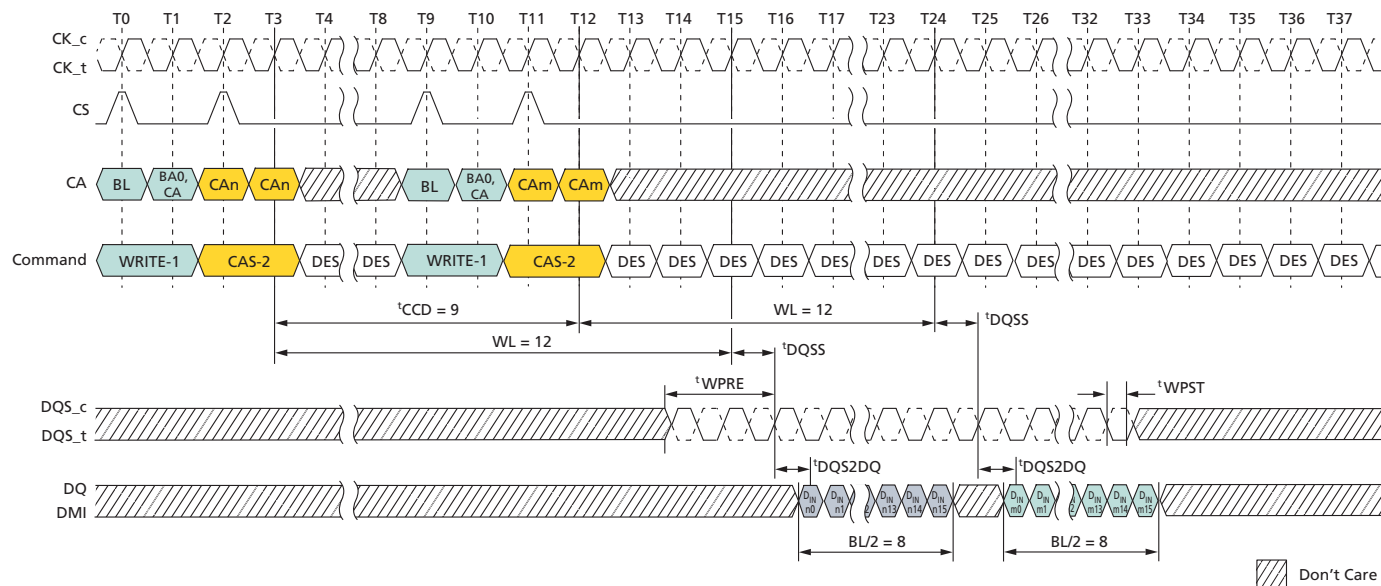 T0 T1 T2 T3 T4 T8 T9 T10 T11 T12 T13 T14 T15 T16 T17 T23 T24 T25 T26 T32 T33 T34 T35 T36 T37
CK_c
CK_t
CS
CA BL BA0, CA CAn CAn BL BA0, CA CAm CAm
Command WRITE-1 CAS-2 DES DES WRITE-1 CAS-2 DES DES DES DES DES DES DES DES DES DES DES DES DES DES DES
tCCD = 9 WL = 12 tDQSS
WL = 12 tDQSS
tWPRE tWPST
DQS_c
DQS_t
tDQS2DQ tDQS2DQ
DQ
DMI
DIN n0 DIN n1 2 DIN n13 DIN n14 DIN n15 DIN m0 DIN m1 2 DIN m13 DIN m14 DIN m15
BL/2 = 8 BL/2 = 8
Don't Care